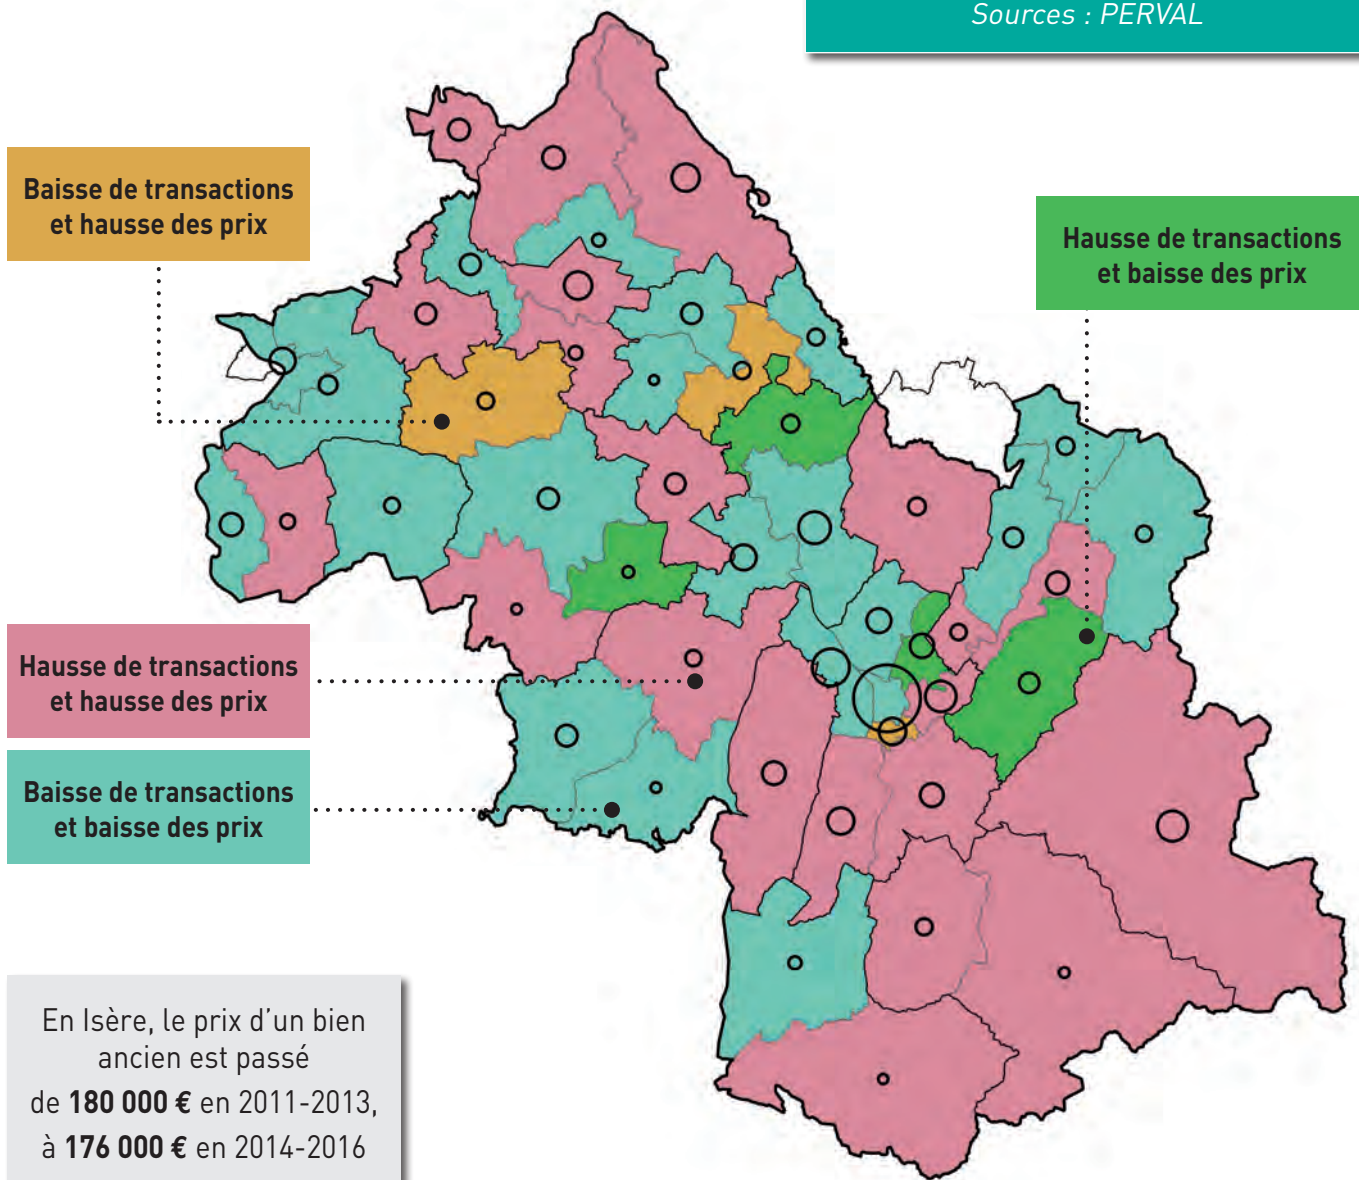 Sources : PERVAL
Baisse de transactions
et hausse des prix
Hausse de transactions
et baisse des prix
Hausse de transactions
et hausse des prix
Baisse de transactions
et baisse des prix
En Isère, le prix d’un bien
ancien est passé
de 180 000 € en 2011-2013,
à 176 000 € en 2014-2016